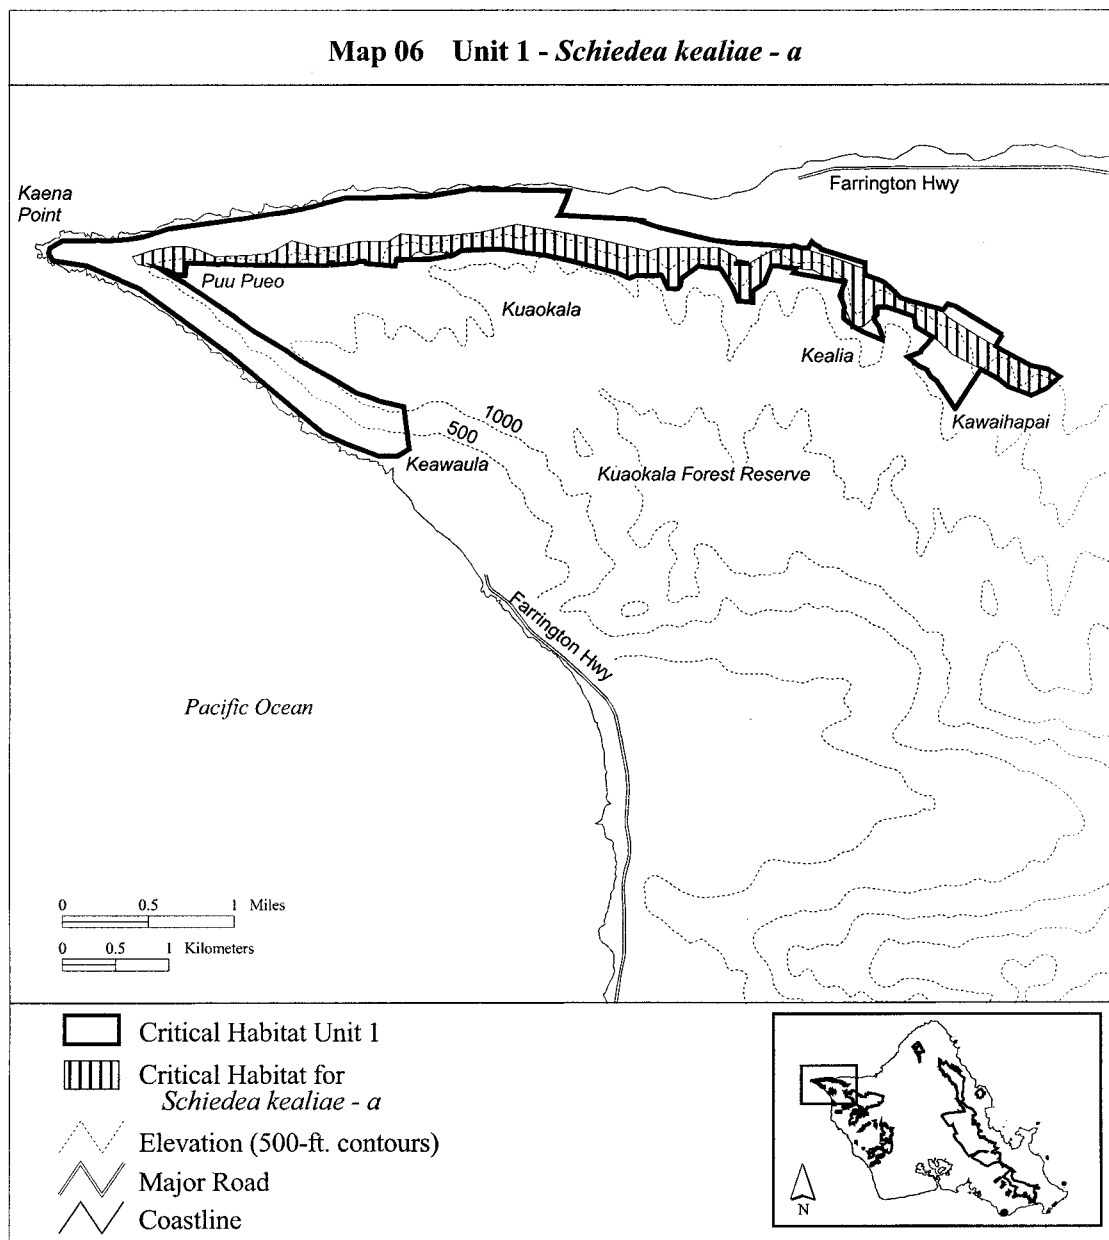 Map 06 Unit 1 - Schiedea kealiae - a
Farrington Hwy
Kaena
Point
Puu Pueo
Kuaokala
Kealia
1000
500
Kawaihapai
Keawaula
Kuaokala Forest Reserve
Farrington Hwy
Pacific Ocean
0 0.5 1 Miles
0 0.5 1 Kilometers
Critical Habitat Unit 1
Critical Habitat for
Schiedea kealiae - a
Elevation (500-ft. contours)
Major Road
Coastline
N